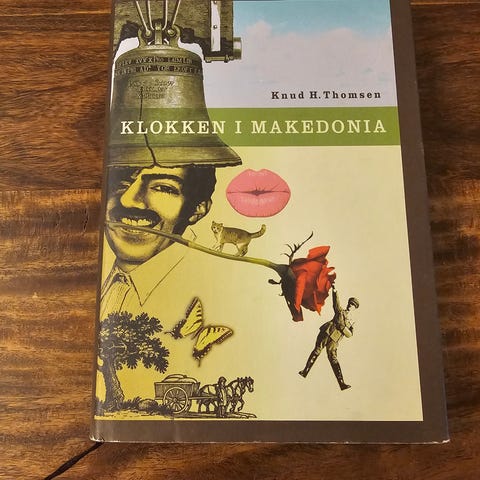 Knud H. Thomsen
KLOKKEN I MAKEDONIA